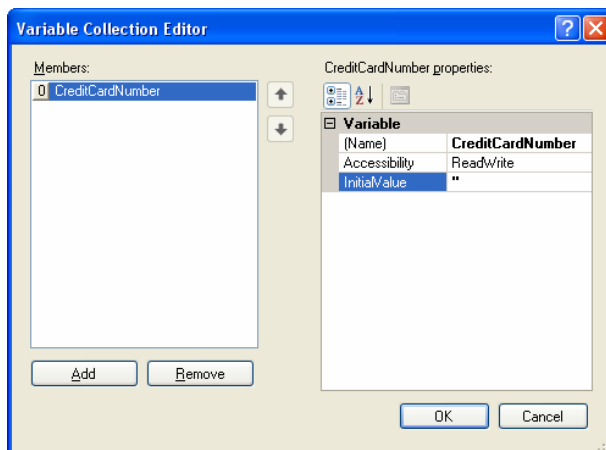 Variable Collection Editor
Members:
0 CreditCardNumber
Add
Remove
CreditCardNumber properties:
Variable
(Name) CreditCardNumber
Accessibility ReadWrite
InitialValue ''
OK
Cancel